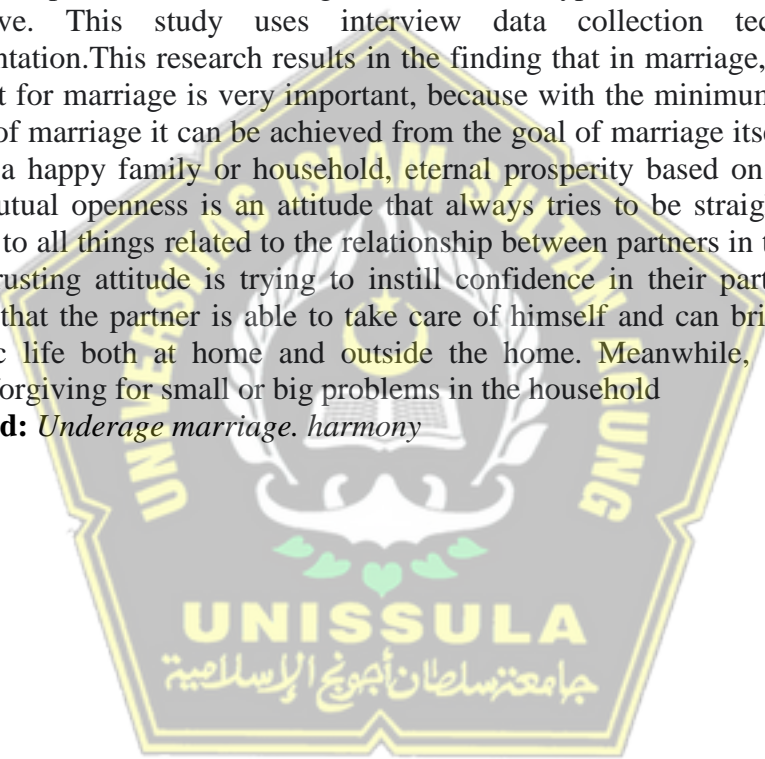 ve. This study uses interview data collection tec
ntation.This research results in the finding that in marriage,
t for marriage is very important, because with the minimum
of marriage it can be achieved from the goal of marriage itse
a happy family or household, eternal prosperity based on
utual openness is an attitude that always tries to be straig
to all things related to the relationship between partners in t
rusting attitude is trying to instill confidence in their part
that the partner is able to take care of himself and can bri
c life both at home and outside the home. Meanwhile,
forgiving for small or big problems in the household
d: Underage marriage. harmony
UNIVERSITAS ISLAM SULTAN AGUNG
UNISSULA
جامعة سلطان أجونج الإسلامية